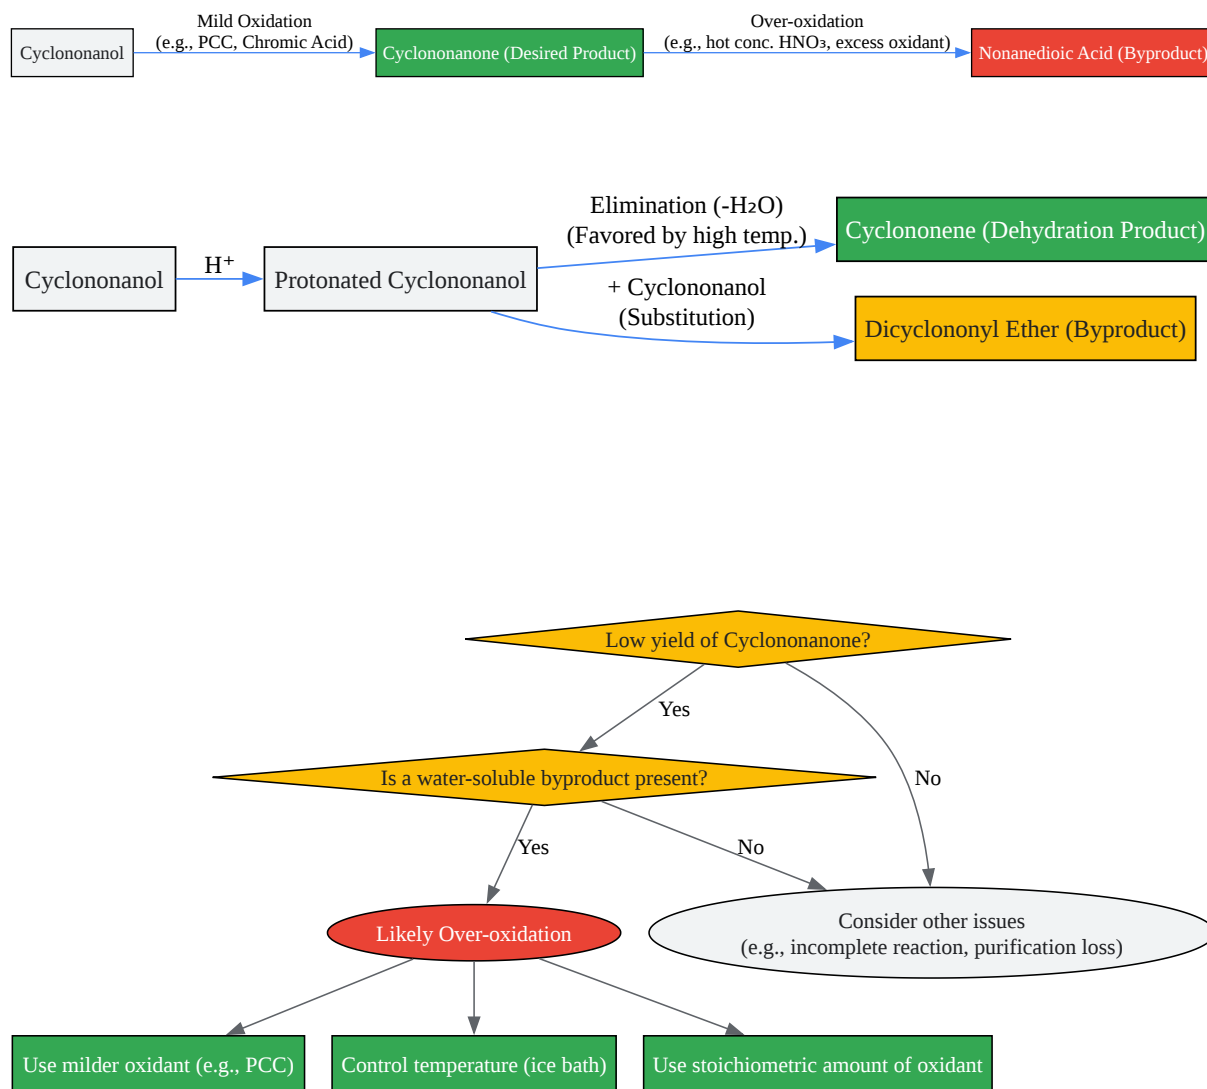 Mild Oxidation
(e.g., PCC, Chromic Acid)
Over-oxidation
(e.g., hot conc. HNO₃, excess oxidant)
Cyclononanol
Cyclononanone (Desired Product)
Nonanedioic Acid (Byproduct)
Elimination (-H₂O)
(Favored by high temp.)
Cyclononene (Dehydration Product)
H⁺
Cyclononanol
Protonated Cyclononanol
+ Cyclononanol
(Substitution)
Dicyclononyl Ether (Byproduct)
Low yield of Cyclononanone?
Yes
Is a water-soluble byproduct present?
No
Yes
No
Likely Over-oxidation
Consider other issues
(e.g., incomplete reaction, purification loss)
Use milder oxidant (e.g., PCC)
Control temperature (ice bath)
Use stoichiometric amount of oxidant